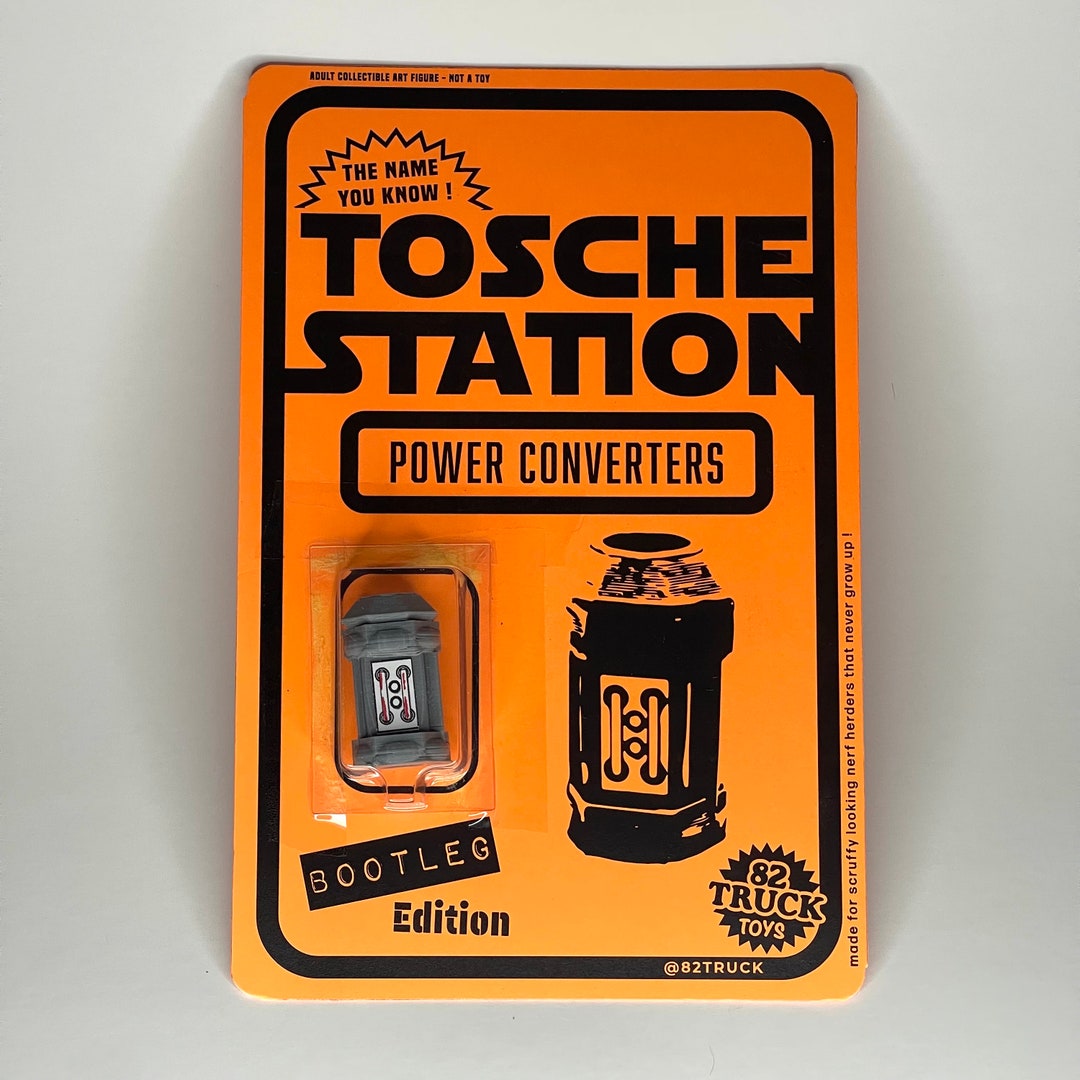 ADULT COLLECTIBLE ART FIGURE - NOT A TOY
THE NAME
YOU KNOW !
TOSCHE
STATION
POWER CONVERTERS
BOOTLEG
Edition
82
TRUCK
TOYS
@82TRUCK
made for scruffy looking nerf herders that never grow up !